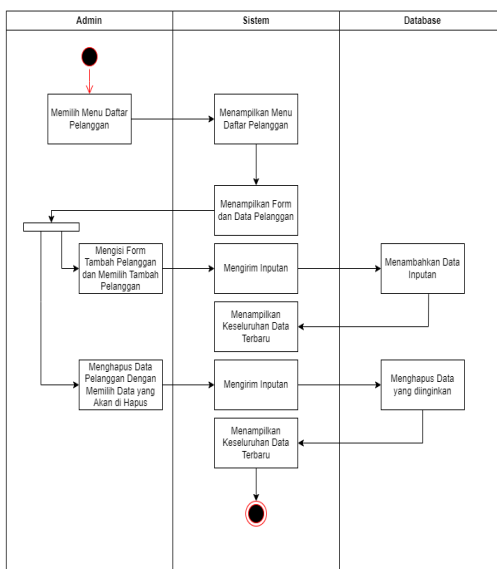 Admin
Sistem
Database
Memilih Menu Daftar
Pelanggan
Menampilkan Menu
Daftar Pelanggan
Menampilkan Form
dan Data Pelanggan
Mengisi Form
Tambah Pelanggan
dan Memilih Tambah
Pelanggan
Mengirim Inputan
Menambahkan Data
Inputan
Menampilkan
Keseluruhan Data
Terbaru
Menghapus Data
Pelanggan Dengan
Memilih Data yang
Akan di Hapus
Mengirim Inputan
Menghapus Data
yang diinginkan
Menampilkan
Keseluruhan Data
Terbaru